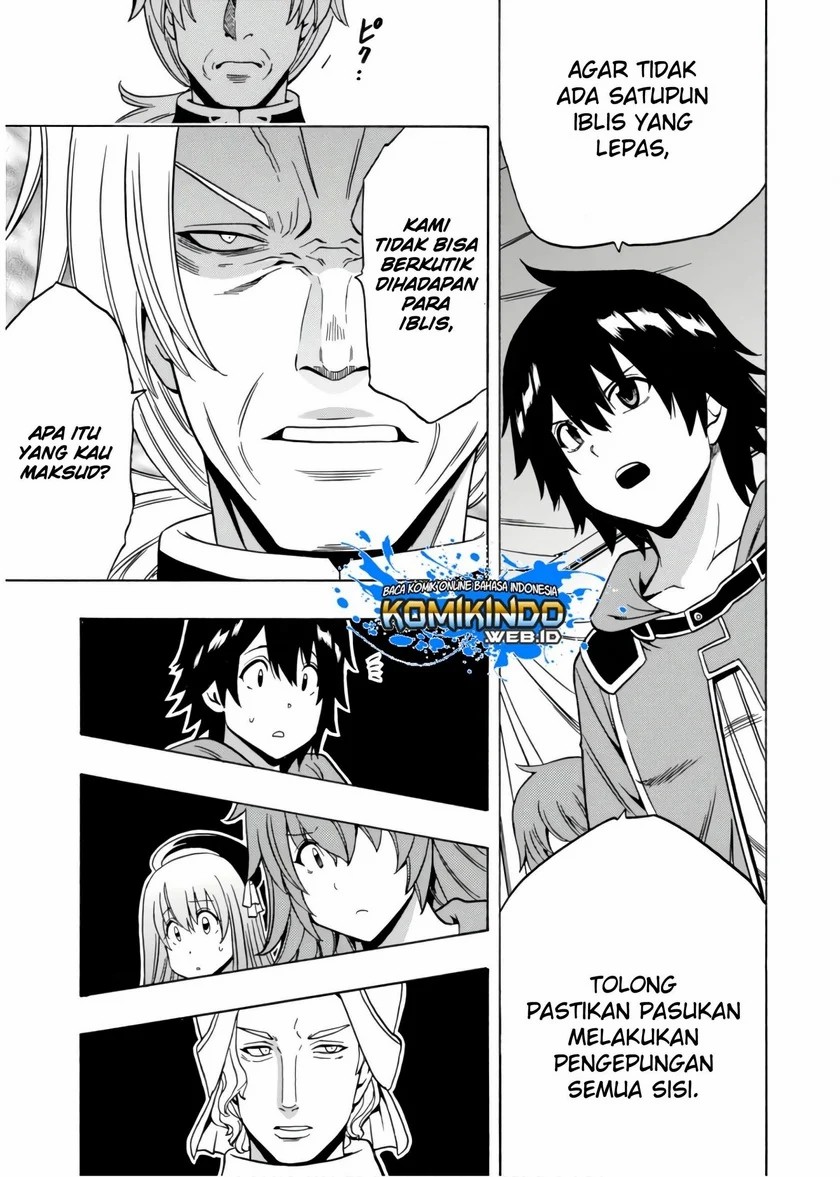 AGAR TIDAK
ADA SATUPUN
IBLIS YANG
LEPAS,
TOLONG
PASTIKAN PASUKAN
MELAKUKAN
PENGEPUNGAN
SEMUA SISI.
ピク…
KAMI
TIDAK BISA
BERKUTIK
DIHADAPAN
PARA
IBLIS,
APA ITU
YANG KAU
MAKSUD?
BACA KOMIK ONLINE BAHASA INDONESIA
KOMIKINDO
.WEB.ID